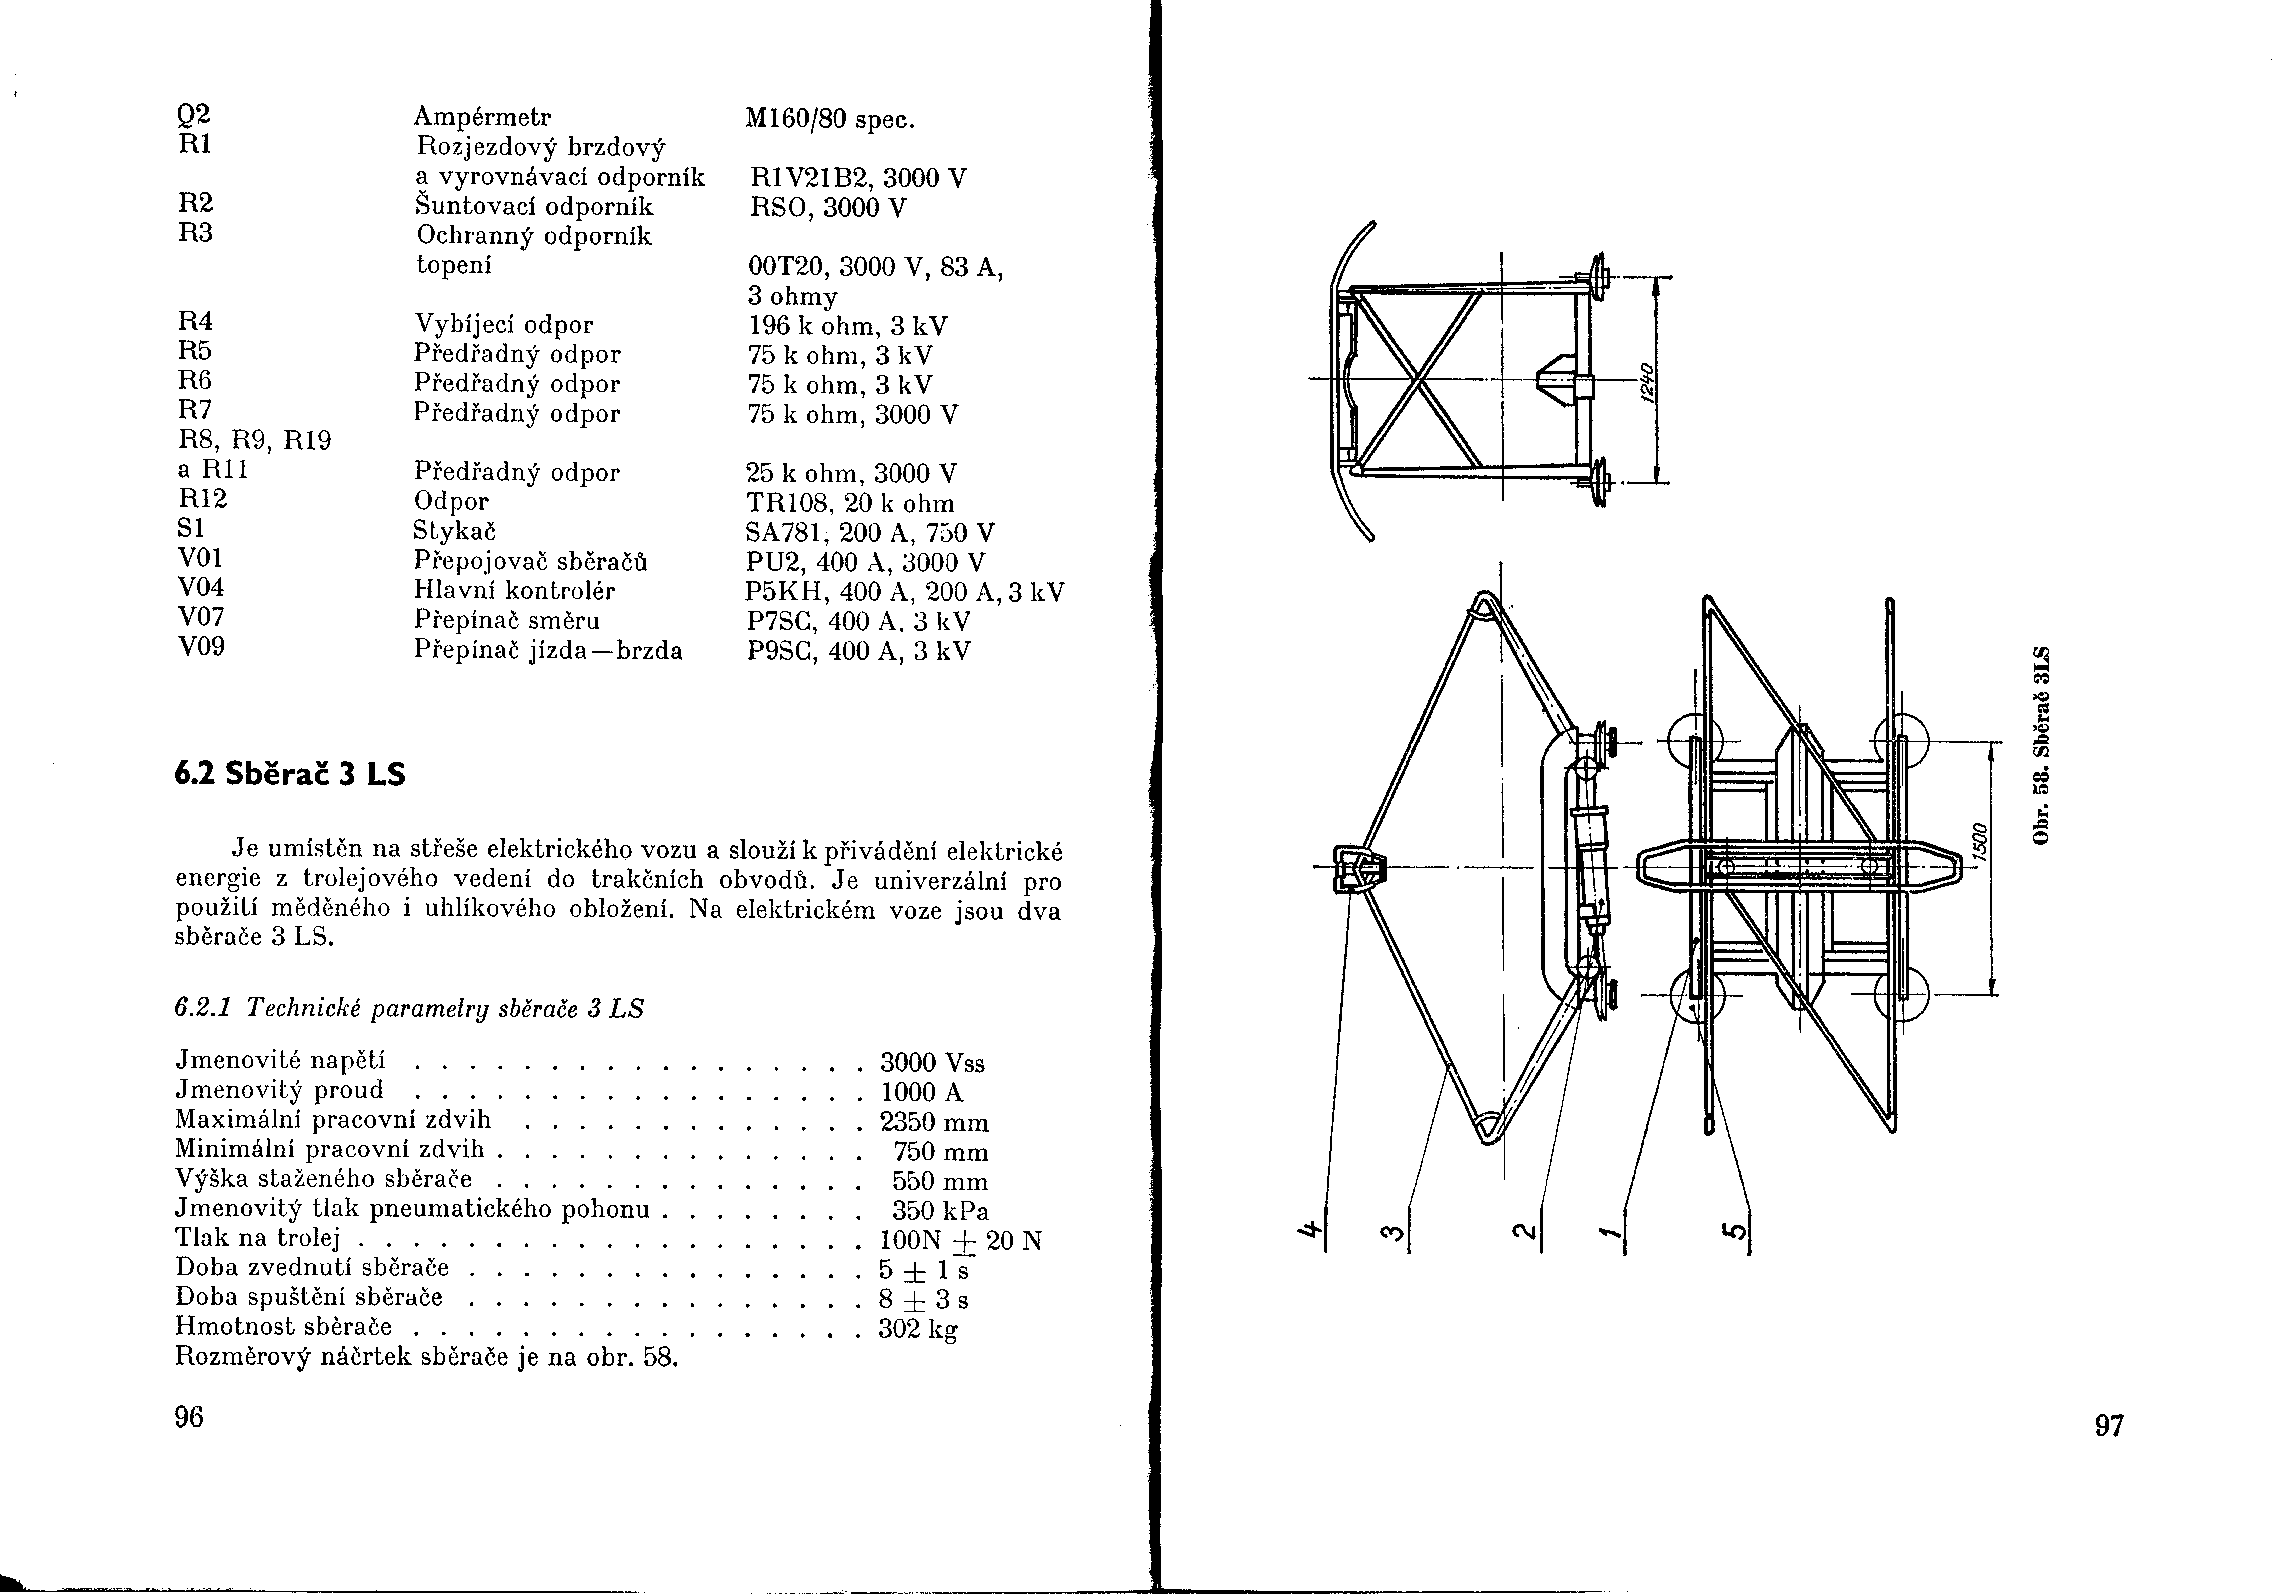 Q2 Ampérmetr M160/80 spec.
R1 Rozjezdový brzdový
a vyrovnávací odporník R1V21B2, 3000 V
R2 Šuntovací odporník RSO, 3000 V
R3 Ochranný odporník
topení OOT20, 3000 V, 83 A,
3 ohmy
R4 Vybíjecí odpor 196 k ohm, 3 kV
R5 Předřadný odpor 75 k ohm, 3 kV
R6 Předřadný odpor 75 k ohm, 3 kV
R7 Předřadný odpor 75 k ohm, 3000 V
R8, R9, R19
a R11 Předřadný odpor 25 k ohm, 3000 V
R12 Odpor TR108, 20 k ohm
S1 Stykač SA781, 200 A, 750 V
V01 Přepojovač sběračů PU2, 400 A, 3000 V
V04 Hlavní kontrolér P5KH, 400 A, 200 A, 3 kV
V07 Přepínač směru P7SC, 400 A, 3 kV
V09 Přepínač jízda—brzda P9SC, 400 A, 3 kV
6.2 Sběrač 3 LS
Je umístěn na střeše elektrického vozu a slouží k přivádění elektrické
energie z trolejového vedení do trakčních obvodů. Je univerzální pro
použití měděného i uhlíkového obložení. Na elektrickém voze jsou dva
sběrače 3 LS.
6.2.1 Technické parametry sběrače 3 LS
Jmenovité napětí . . . . . . . . . . . . . . . . . 3000 Vss
Jmenovitý proud . . . . . . . . . . . . . . . . . 1000 A
Maximální pracovní zdvih . . . . . . . . . . . . . 2350 mm
Minimální pracovní zdvih . . . . . . . . . . . . . . 750 mm
Výška staženého sběrače . . . . . . . . . . . . . . 550 mm
Jmenovitý tlak pneumatického pohonu . . . . . . . . 350 kPa
Tlak na trolej . . . . . . . . . . . . . . . . . . . 100N ± 20 N
Doba zvednutí sběrače . . . . . . . . . . . . . . . 5 ± 1 s
Doba spuštění sběrače . . . . . . . . . . . . . . . 8 ± 3 s
Hmotnost sběrače . . . . . . . . . . . . . . . . . 302 kg
Rozměrový náčrtek sběrače je na obr. 58.
96
1240
1500
4
3
2
1
5
Obr. 58. Sběrač 3LS
97